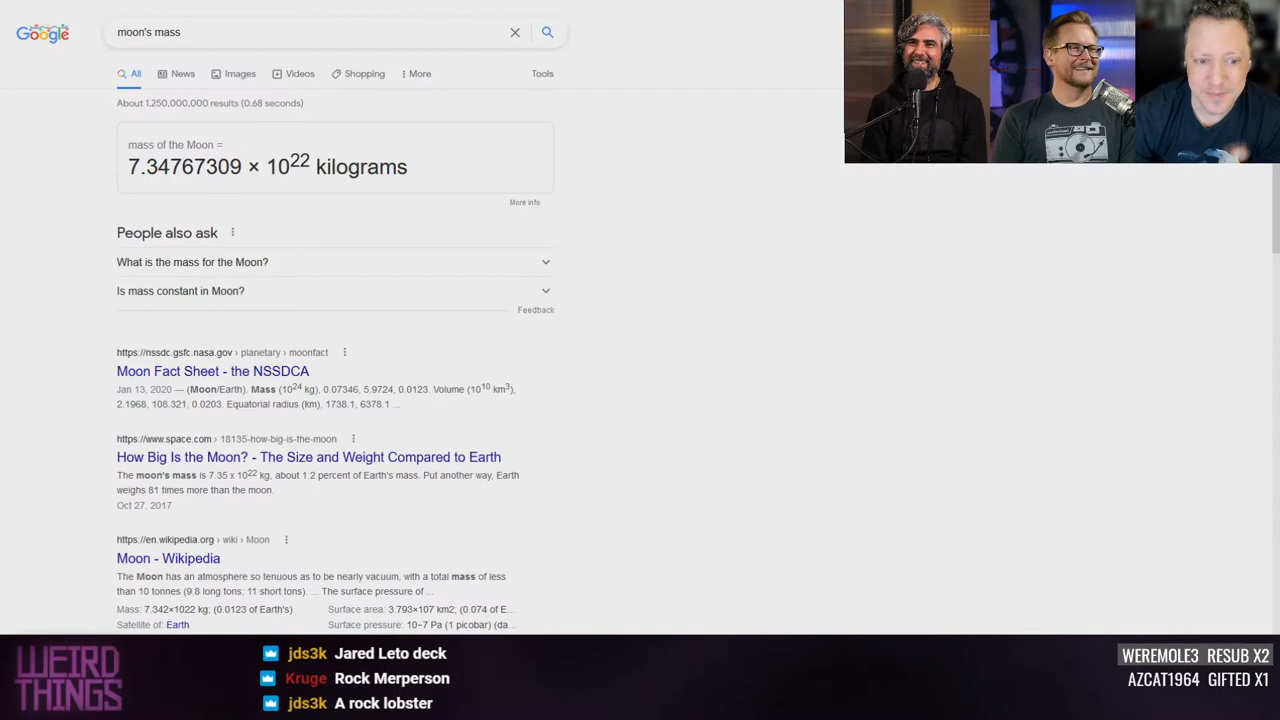 Google
moon's mass
All
News
Images
Videos
Shopping
More
Tools
About 1,250,000,000 results (0.68 seconds)
mass of the Moon =
7.34767309 × 10²² kilograms
More info
People also ask
What is the mass for the Moon?
Is mass constant in Moon?
Feedback
https://nssdc.gsfc.nasa.gov › planetary › moonfact
Moon Fact Sheet - the NSSDCA
Jan 13, 2020 — (Moon/Earth). Mass (10²⁴ kg), 0.07346, 5.9724, 0.0123. Volume (10¹⁰ km³),
2.1968, 108.321, 0.0203. Equatorial radius (km), 1738.1, 6378.1 ...
https://www.space.com › 18135-how-big-is-the-moon
How Big Is the Moon? - The Size and Weight Compared to Earth
The moon's mass is 7.35 x 10²² kg, about 1.2 percent of Earth's mass. Put another way, Earth
weighs 81 times more than the moon.
Oct 27, 2017
https://en.wikipedia.org › wiki › Moon
Moon - Wikipedia
The Moon has an atmosphere so tenuous as to be nearly vacuum, with a total mass of less
than 10 tonnes (9.8 long tons; 11 short tons). ... The surface pressure of ...
Mass: 7.342×1022 kg; (0.0123 of Earth's)
Surface area: 3.793×107 km2; (0.074 of E...
Satellite of: Earth
Surface pressure: 10−7 Pa (1 picobar) (da...
WEIRD
THINGS
jds3k Jared Leto deck
Kruge Rock Merperson
jds3k A rock lobster
WEREMOLE3 RESUB X2
AZCAT1964 GIFTED X1